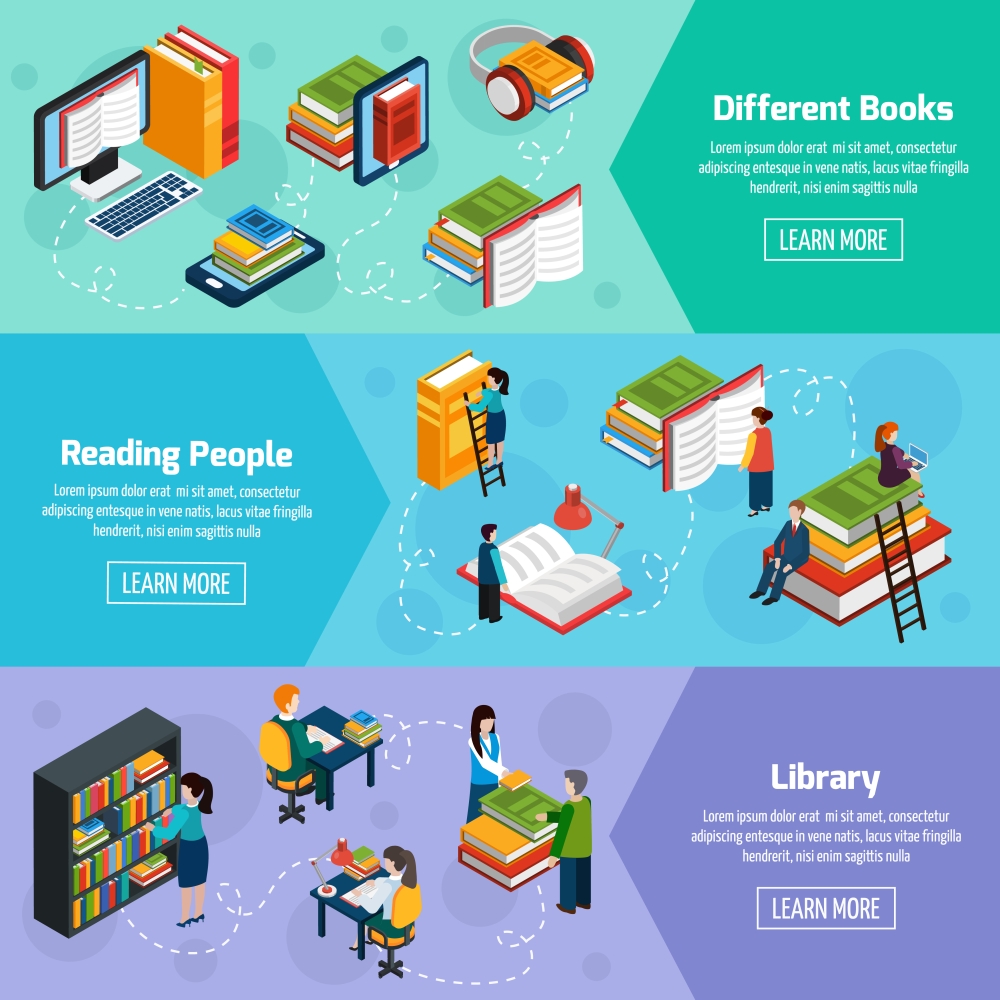 Different Books
Lorem ipsum dolor erat mi sit amet, consectetur
adipiscing entesque in vene natis, lacus vitae fringilla
hendrerit, nisi enim sagittis nulla
LEARN MORE
Reading People
Lorem ipsum dolor erat mi sit amet, consectetur
adipiscing entesque in vene natis, lacus vitae fringilla
hendrerit, nisi enim sagittis nulla
LEARN MORE
Library
Lorem ipsum dolor erat mi sit amet, consectetur
adipiscing entesque in vene natis, lacus vitae fringilla
hendrerit, nisi enim sagittis nulla
LEARN MORE